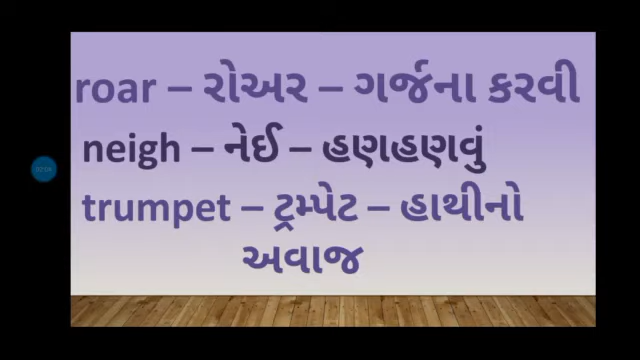 roar – રોઅર – ગર્જના કરવી
neigh – નેઈ – હણહણવું
trumpet – ટ્રમ્પેટ – હાથીનો
અવાજ